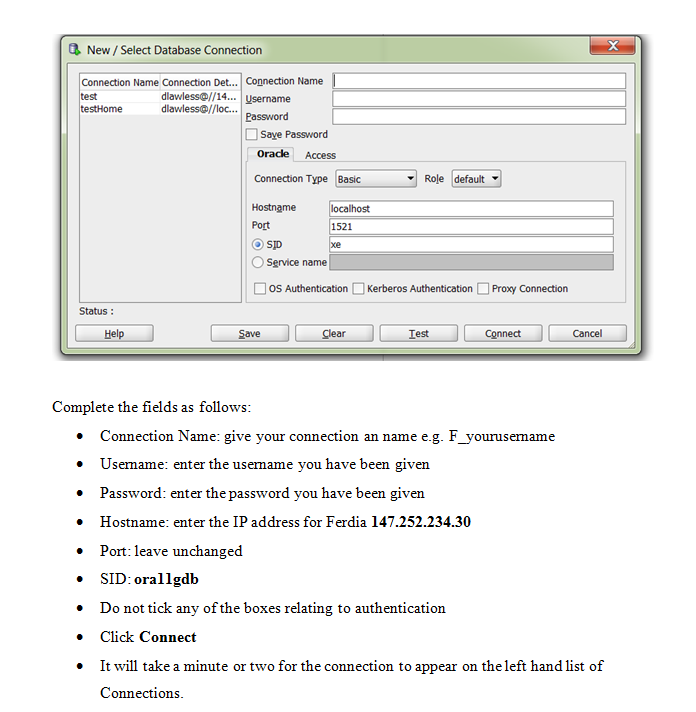 New / Select Database Connection
Connection Name Connection Det...
test dlawless@//14...
testHome dlawless@//loc...
Connection Name
Username
Password
Save Password
Oracle Access
Connection Type Basic Role default
Hostname localhost
Port 1521
SID xe
Service name
OS Authentication Kerberos Authentication Proxy Connection
Status :
Help Save Clear Test Connect Cancel
Complete the fields as follows:
• Connection Name: give your connection an name e.g. F_yourusername
• Username: enter the username you have been given
• Password: enter the password you have been given
• Hostname: enter the IP address for Ferdia 147.252.234.30
• Port: leave unchanged
• SID: ora11gdb
• Do not tick any of the boxes relating to authentication
• Click Connect
• It will take a minute or two for the connection to appear on the left hand list of
Connections.